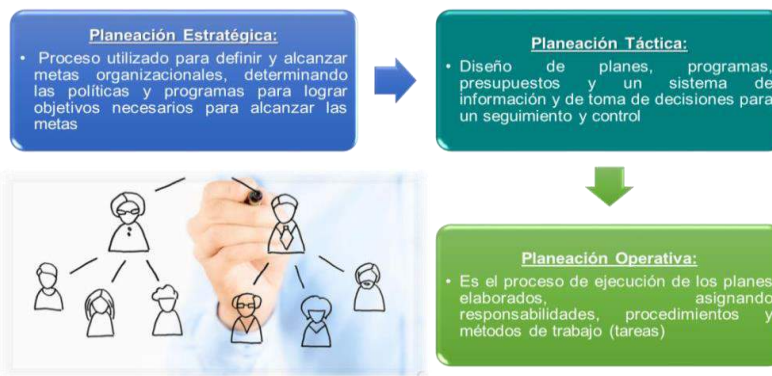 Planeación Estratégica:
• Proceso utilizado para definir y alcanzar
metas organizacionales, determinando
las políticas y programas para lograr
objetivos necesarios para alcanzar las
metas
Planeación Táctica:
• Diseño de planes, programas,
presupuestos y un sistema de
información y de toma de decisiones para
un seguimiento y control
Planeación Operativa:
• Es el proceso de ejecución de los planes
elaborados, asignando
responsabilidades, procedimientos y
métodos de trabajo (tareas)